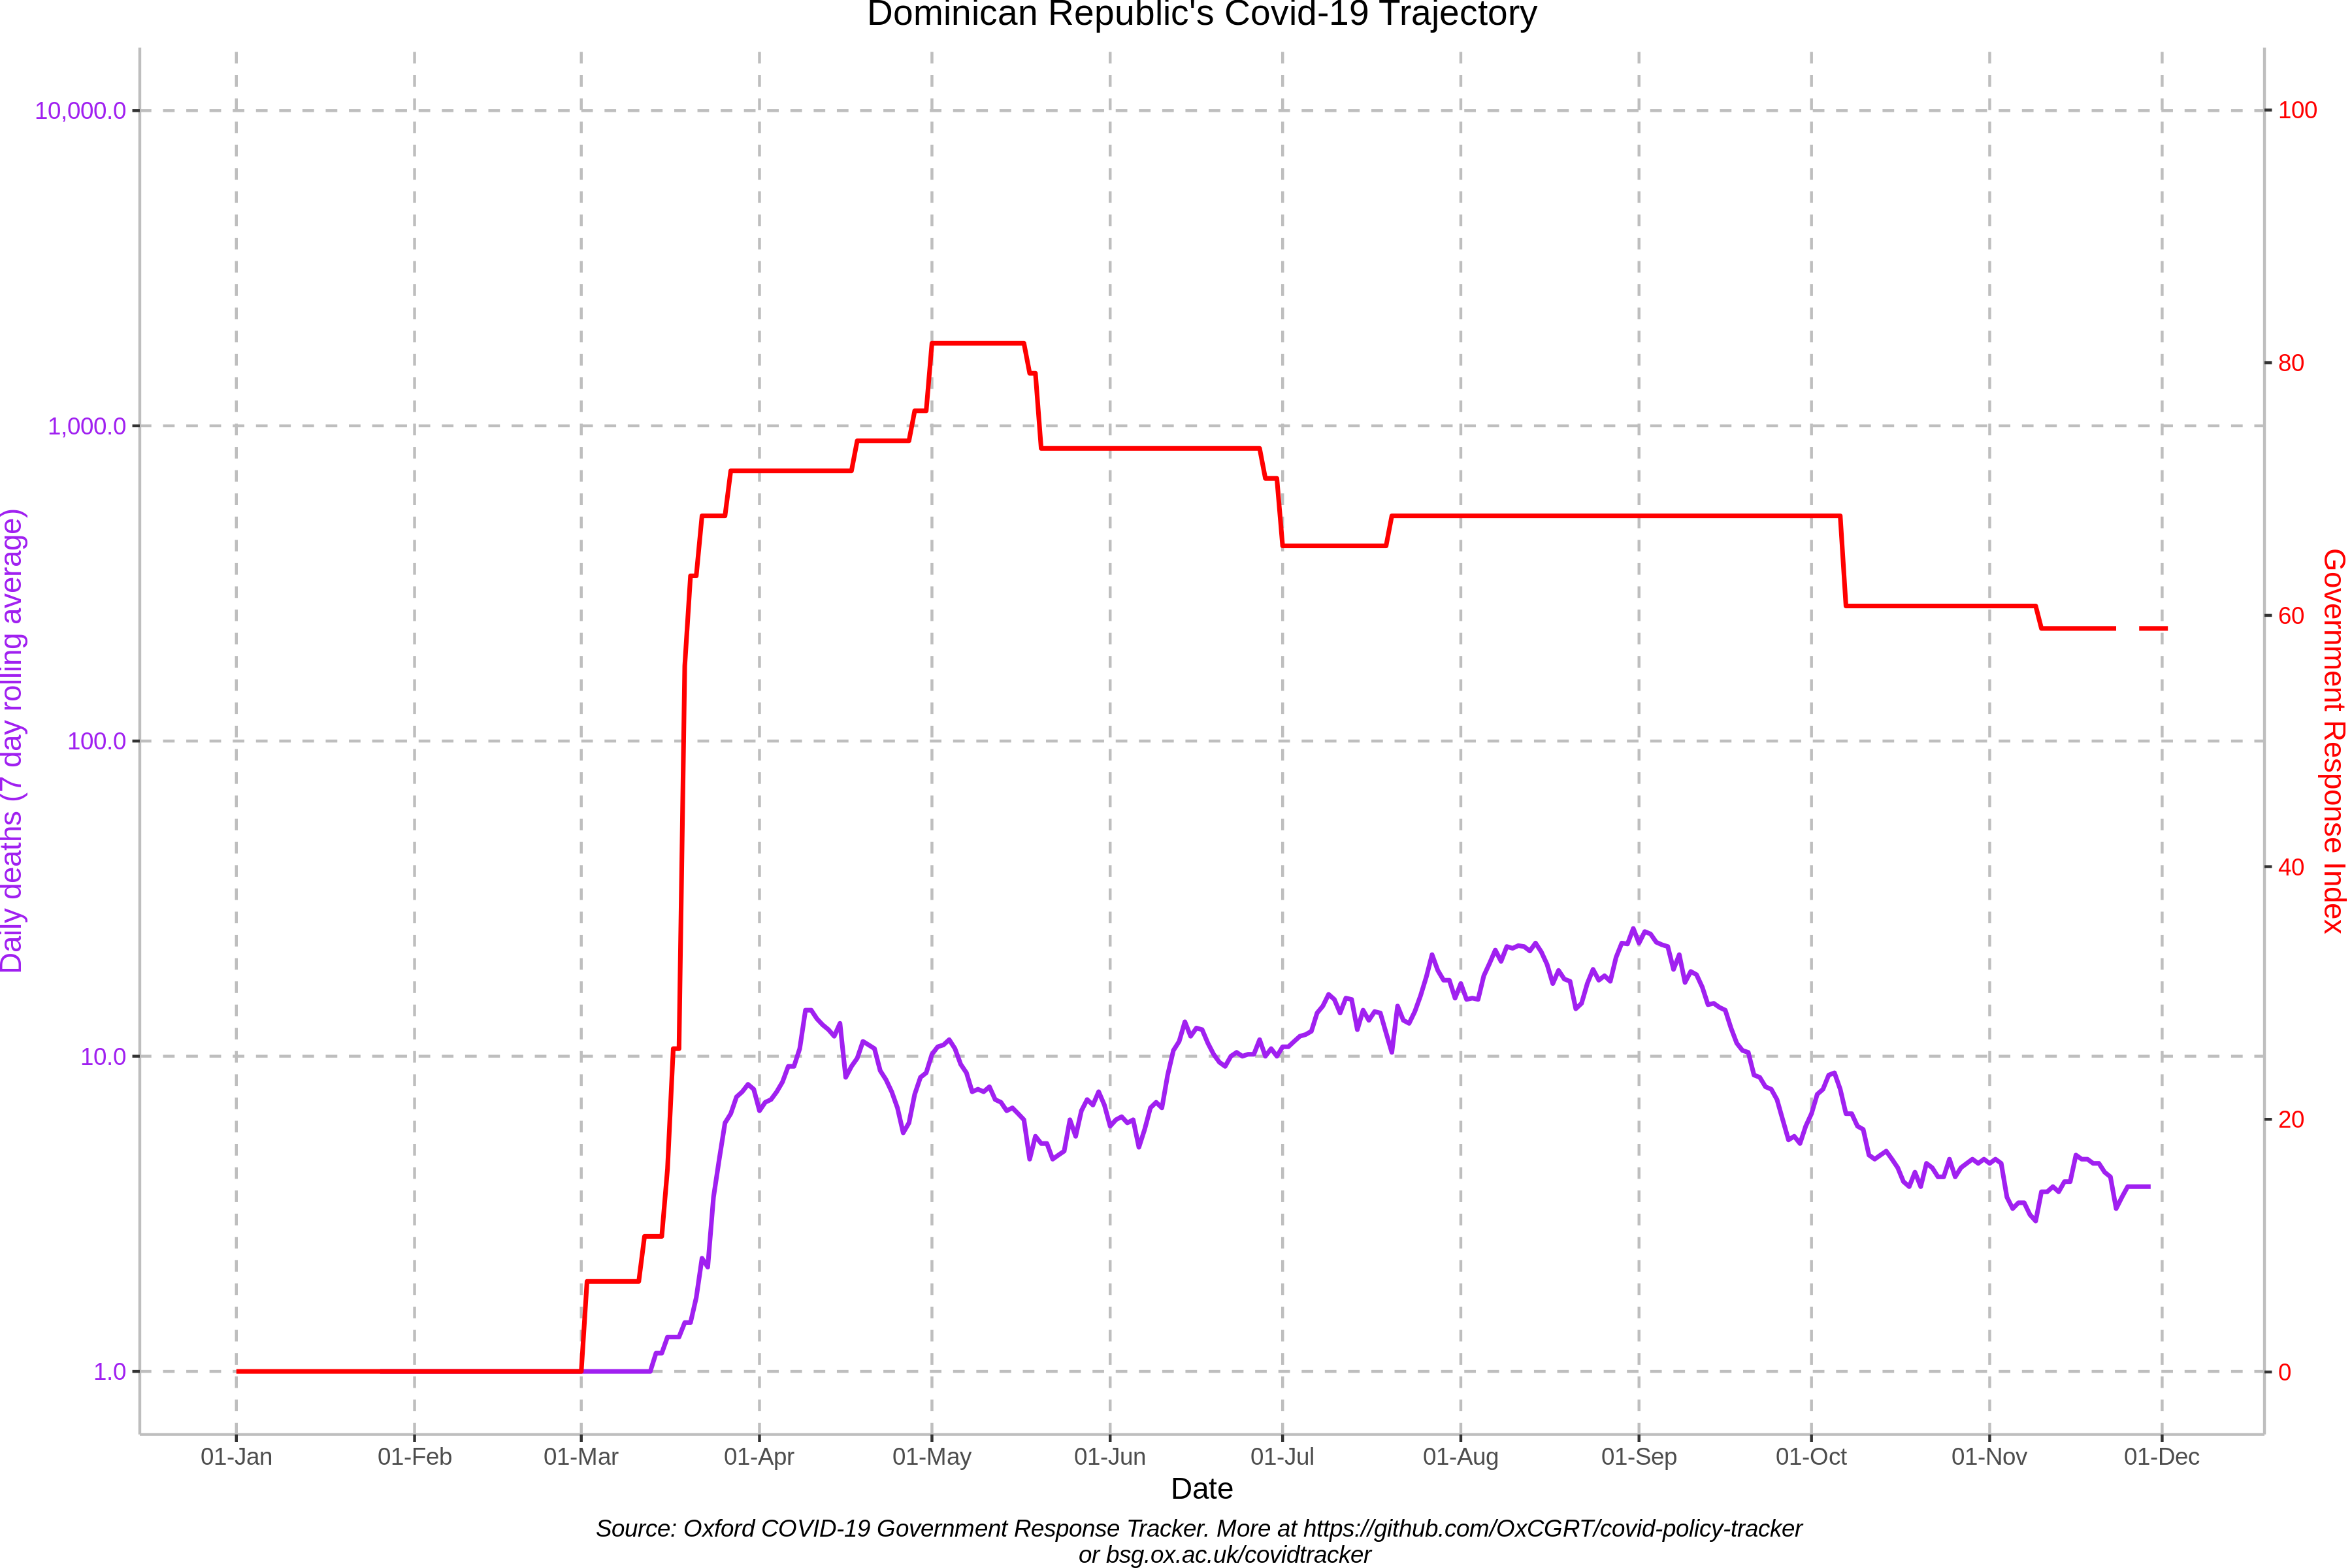 Dominican Republic's Covid-19 Trajectory
10,000.0
1,000.0
100.0
10.0
1.0
Daily deaths (7 day rolling average)
100
80
60
40
20
0
Government Response Index
01-Jan 01-Feb 01-Mar 01-Apr 01-May 01-Jun 01-Jul 01-Aug 01-Sep 01-Oct 01-Nov 01-Dec
Date
Source: Oxford COVID-19 Government Response Tracker. More at https://github.com/OxCGRT/covid-policy-tracker
or bsg.ox.ac.uk/covidtracker